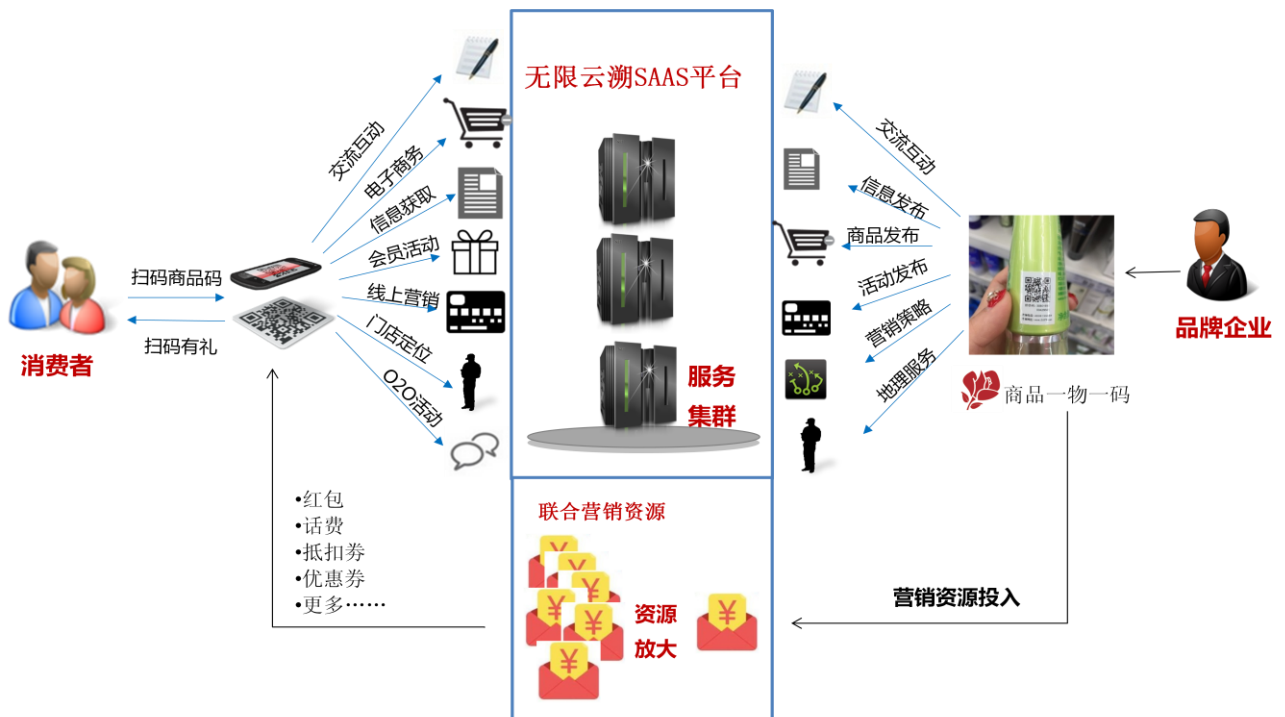 无限云溯SAAS平台
服务
集群
交流互动
电子商务
信息获取
会员活动
线上营销
门店定位
O2O活动
扫码商品码
扫码有礼
消费者
交流互动
信息发布
商品发布
活动发布
营销策略
地理服务
品牌企业
商品一物一码
•红包
•话费
•抵扣券
•优惠券
•更多……
联合营销资源
资源
放大
营销资源投入